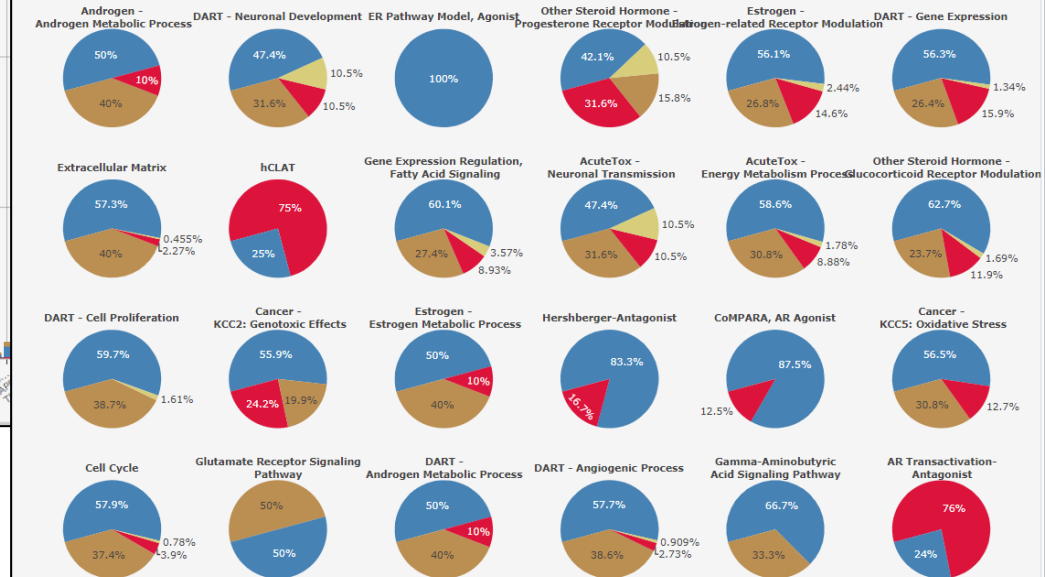 Androgen –
Androgen Metabolic Process
DART - Neuronal Development
ER Pathway Model, Agonist
Other Steroid Hormone –
Progesterone Receptor Modulation
Estrogen –
Estrogen-related Receptor Modulation
DART - Gene Expression
50%
10%
40%
47.4%
10.5%
10.5%
31.6%
100%
42.1%
10.5%
15.8%
31.6%
56.1%
2.44%
14.6%
26.8%
56.3%
1.34%
15.9%
26.4%
Extracellular Matrix
hCLAT
Gene Expression Regulation,
Fatty Acid Signaling
AcuteTox –
Neuronal Transmission
AcuteTox –
Energy Metabolism Process
Other Steroid Hormone –
Glucocorticoid Receptor Modulation
57.3%
0.455%
2.27%
40%
75%
25%
60.1%
3.57%
8.93%
27.4%
47.4%
10.5%
10.5%
31.6%
58.6%
1.78%
8.88%
30.8%
62.7%
1.69%
11.9%
23.7%
DART - Cell Proliferation
Cancer –
KCC2: Genotoxic Effects
Estrogen –
Estrogen Metabolic Process
Hershberger-Antagonist
CoMPARA, AR Agonist
Cancer –
KCC5: Oxidative Stress
59.7%
1.61%
38.7%
55.9%
19.9%
24.2%
50%
10%
40%
83.3%
16.7%
87.5%
12.5%
56.5%
12.7%
30.8%
Cell Cycle
Glutamate Receptor Signaling
Pathway
DART –
Androgen Metabolic Process
DART - Angiogenic Process
Gamma-Aminobutyric
Acid Signaling Pathway
AR Transactivation-
Antagonist
57.9%
0.78%
3.9%
37.4%
50%
50%
50%
10%
40%
57.7%
0.909%
2.73%
38.6%
66.7%
33.3%
76%
24%